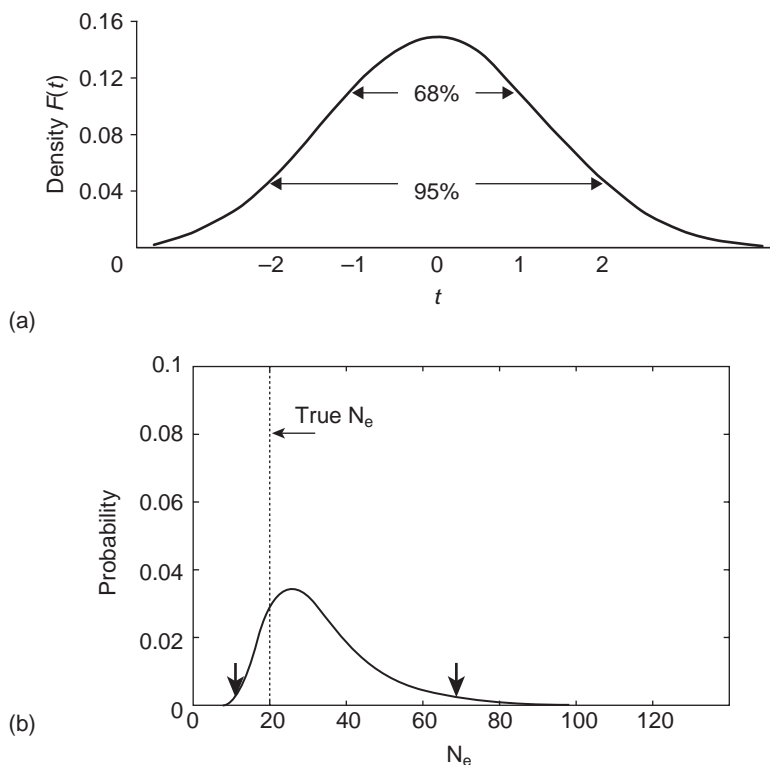 0.16
0.12
0.08
0.04
0
Density F(t)
68%
95%
–2 –1 0 1 2
t
(a)
0.1
0.08
0.06
0.04
0.02
0
Probability
True Ne
0 20 40 60 80 100 120
Ne
(b)